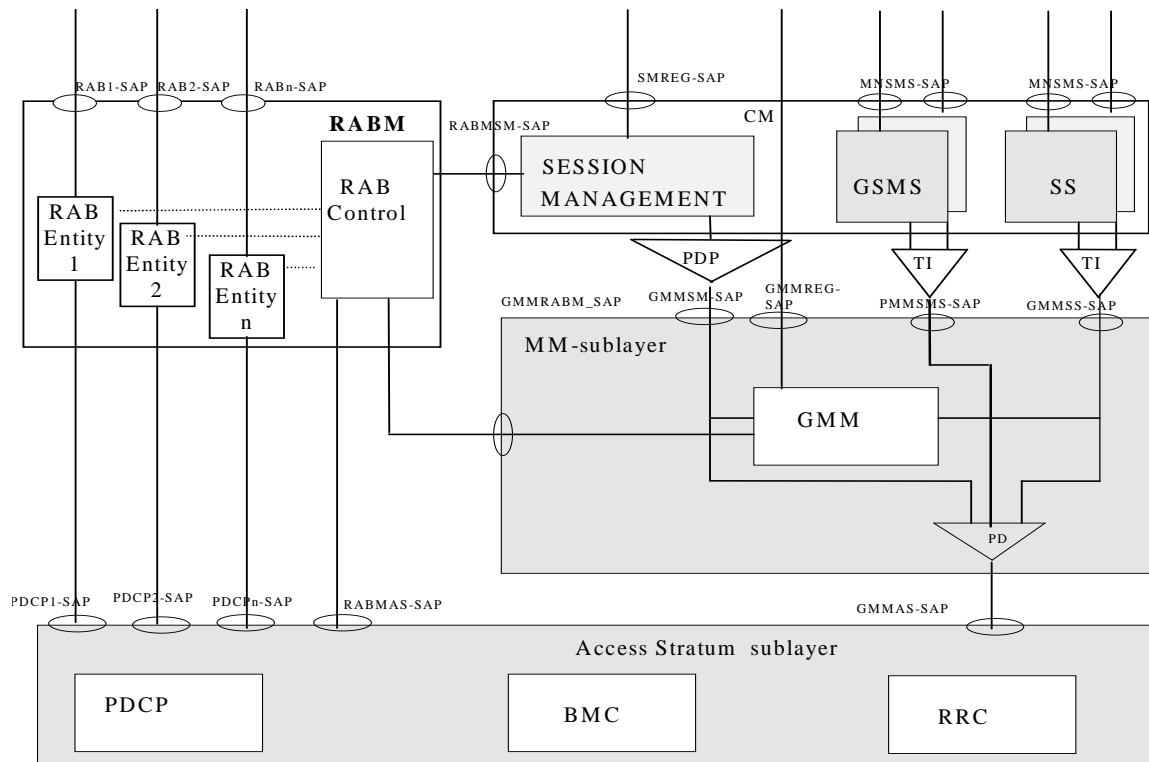 RAB1-SAP
RAB2-SAP
RABn-SAP
SMREG-SAP
MNSMS-SAP
MNSMS-SAP
CM
RABM
RABMSM-SAP
RAB
Control
SESSION
MANAGEMENT
GSMS
SS
RAB
Entity
1
RAB
Entity
2
RAB
Entity
n
PDP
TI
TI
GMMRABM_SAP
GMMSM-SAP
GMMREG-
SAP
PMMSMS-SAP
GMMSS-SAP
MM-sublayer
GMM
PD
PDCP1-SAP
PDCP2-SAP
PDCPn-SAP
RABMAS-SAP
GMMAS-SAP
Access Stratum sublayer
PDCP
BMC
RRC